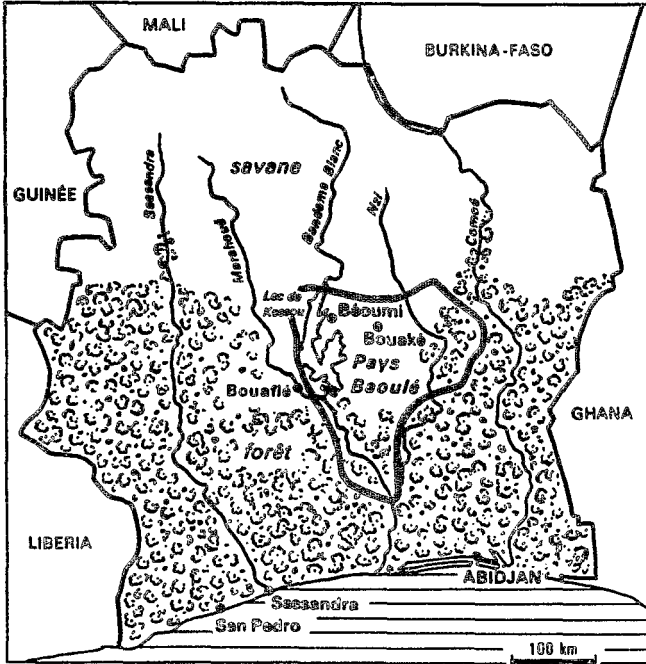 MALI
BURKINA-FASO
GUINÉE
savane
Sassandra
Marahoué
Bandama Blanc
Nzi
Comoé
Lac de
Kossou
Béoumi
Bouaké
Pays
Baoulé
Bouaflé
forêt
GHANA
LIBERIA
ABIDJAN
Sassandra
San Pedro
100 km